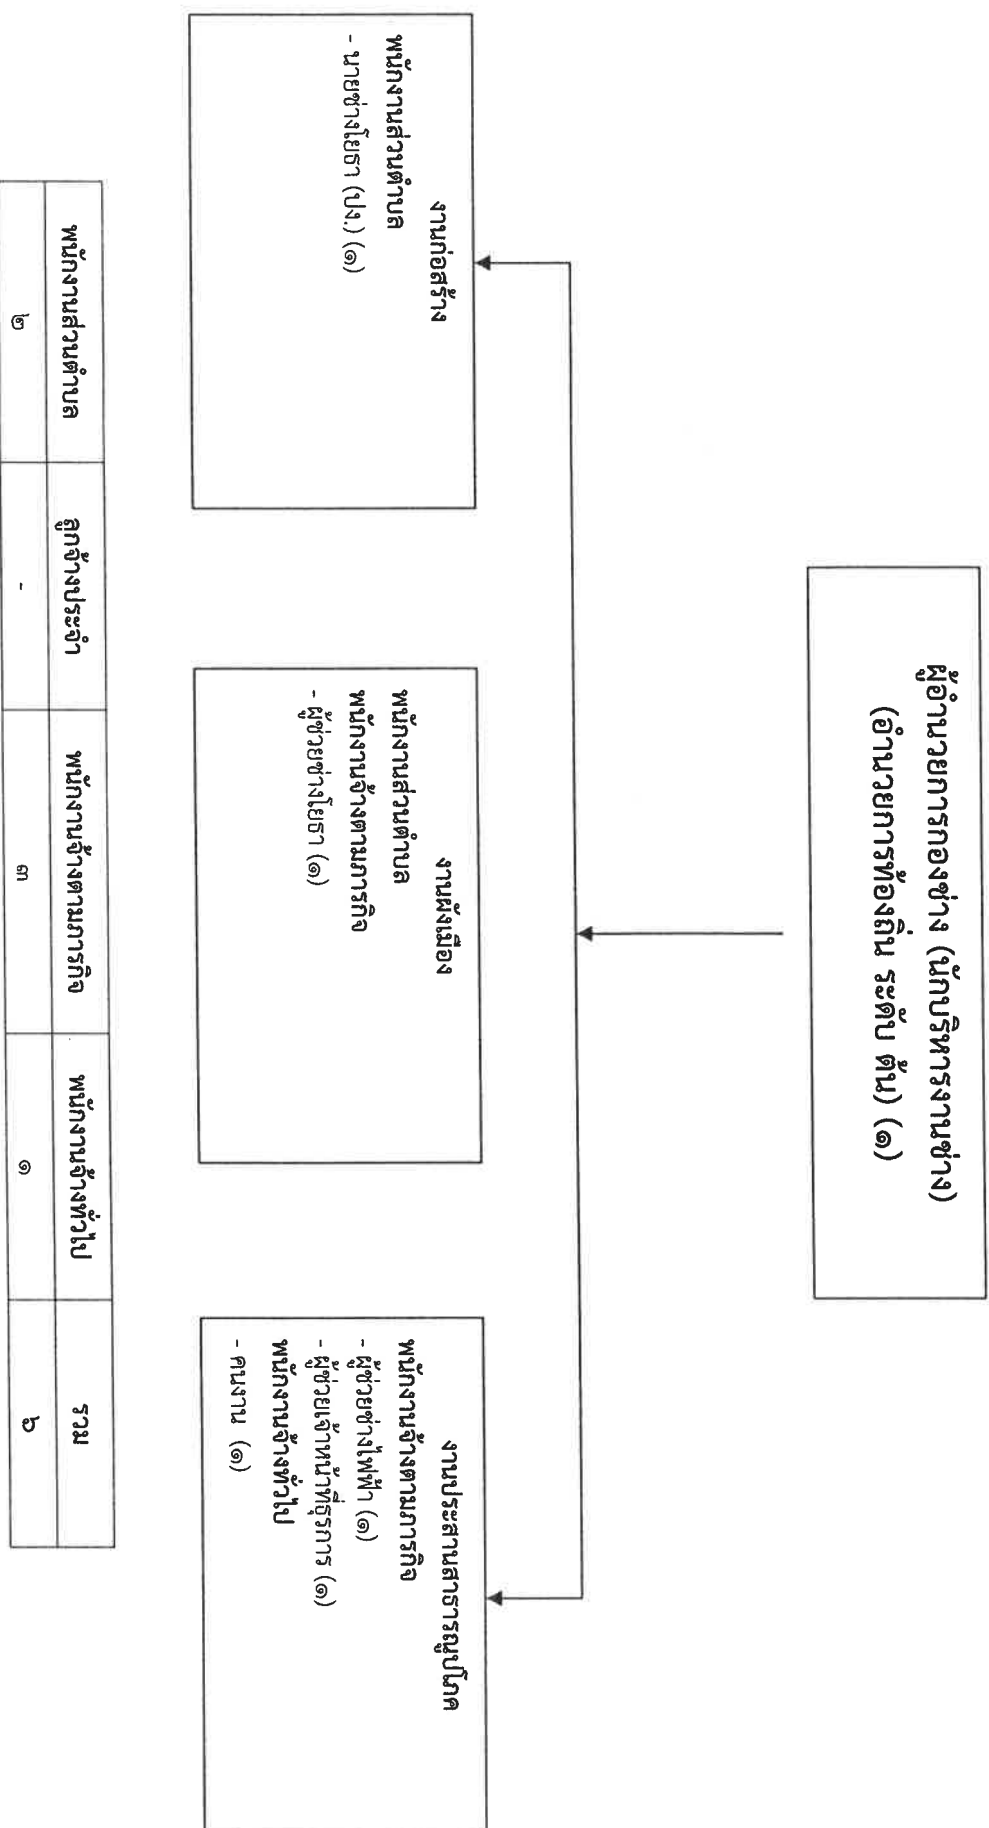 ผู้อำนวยการกองช่าง (นักบริหารงานช่าง)
(อำนวยการท้องถิ่น ระดับ ต้น) (๑)
งานก่อสร้าง
พนักงานส่วนตำบล
- นายช่างโยธา (ปง.) (๑)
งานผังเมือง
พนักงานส่วนตำบล
พนักงานจ้างตามภารกิจ
- ผู้ช่วยช่างโยธา (๑)
งานประสานสาธารณูปโภค
พนักงานจ้างตามภารกิจ
- ผู้ช่วยช่างไฟฟ้า (๑)
- ผู้ช่วยเจ้าหน้าที่ธุรการ (๑)
พนักงานจ้างทั่วไป
- คนงาน (๑)
พนักงานส่วนตำบล ลูกจ้างประจำ พนักงานจ้างตามภารกิจ พนักงานจ้างทั่วไป รวม
๒ - ๓ ๑ ๖